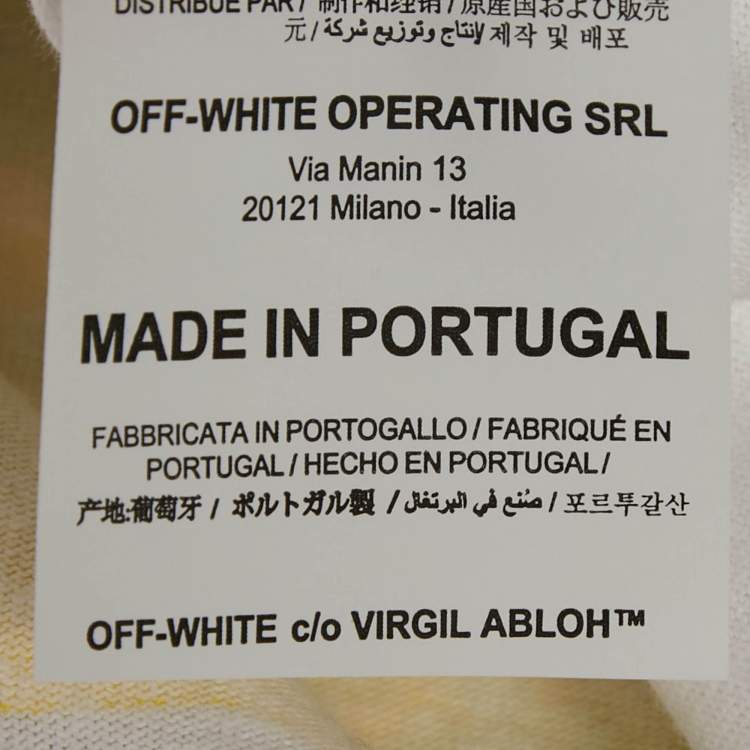 DISTRIBUÉ PAR / 制作和经销 / 原産国および販売
元 / إنتاج وتوزيع شركة / 제작 및 배포
OFF-WHITE OPERATING SRL
Via Manin 13
20121 Milano - Italia
MADE IN PORTUGAL
FABBRICATA IN PORTOGALLO / FABRIQUÉ EN
PORTUGAL / HECHO EN PORTUGAL /
产地:葡萄牙 / ポルトガル製 / صُنع في البرتغال / 포르투갈산
OFF-WHITE c/o VIRGIL ABLOH™